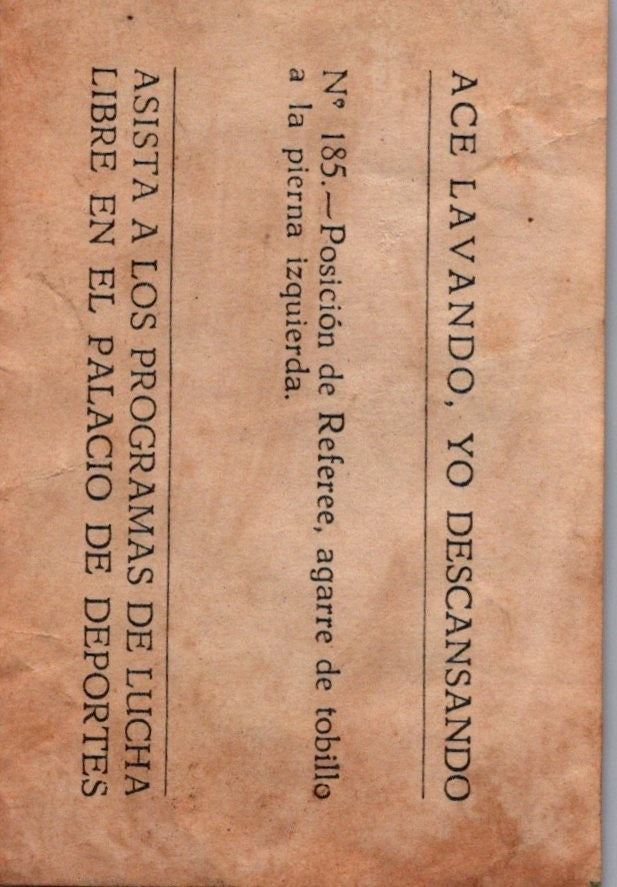 ACE LAVANDO, YO DESCANSANDO
Nº 185.—Posición de Referee, agarre de tobillo
a la pierna izquierda.
ASISTA A LOS PROGRAMAS DE LUCHA
LIBRE EN EL PALACIO DE DEPORTES